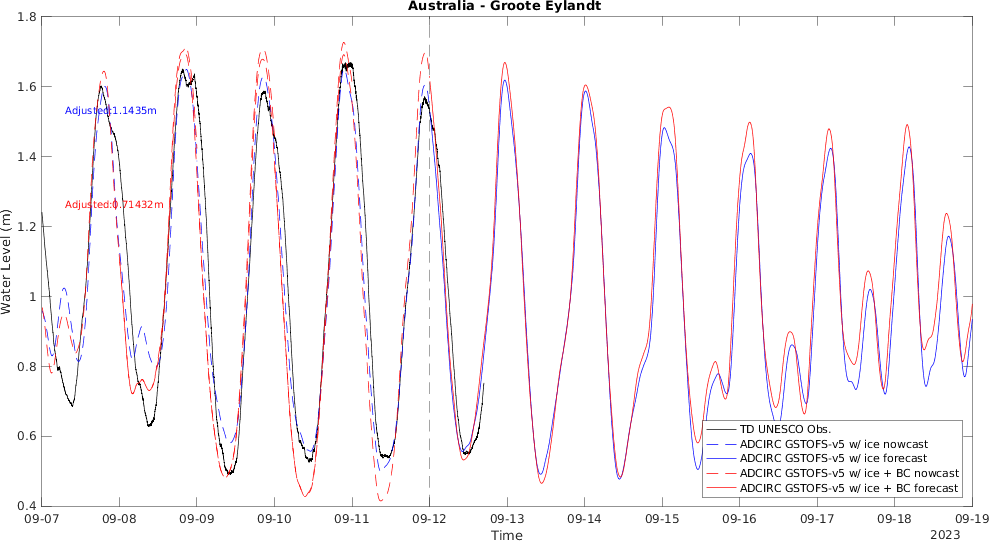 Australia - Groote Eylandt
1.8
1.6
Adjusted:1.1435m
1.4
Adjusted:0.71432m
1.2
Water Level (m)
1
0.8
0.6
0.4
TD UNESCO Obs.
ADCIRC GSTOFS-v5 w/ ice nowcast
ADCIRC GSTOFS-v5 w/ ice forecast
ADCIRC GSTOFS-v5 w/ ice + BC nowcast
ADCIRC GSTOFS-v5 w/ ice + BC forecast
09-07 09-08 09-09 09-10 09-11 09-12 09-13 09-14 09-15 09-16 09-17 09-18 09-19
Time
2023